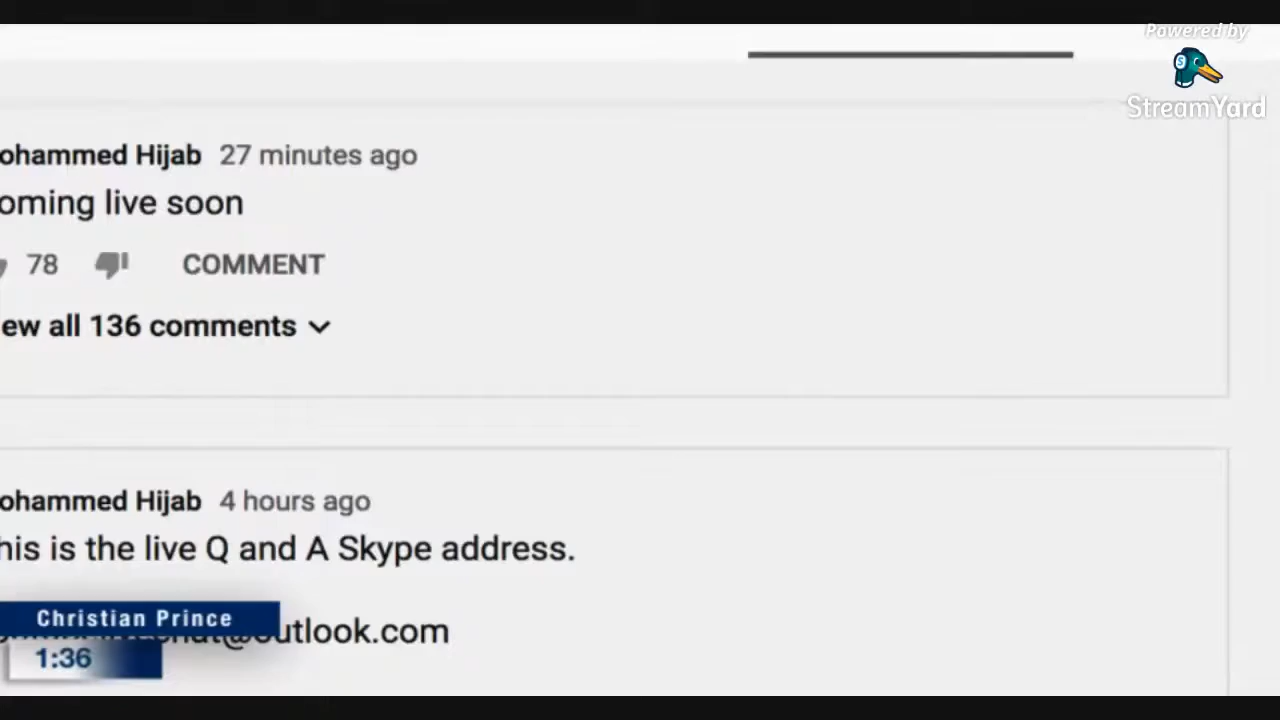 Powered by
StreamYard
ohammed Hijab 27 minutes ago
oming live soon
78 COMMENT
ew all 136 comments
ohammed Hijab 4 hours ago
his is the live Q and A Skype address.
Christian Prince
@outlook.com
1:36